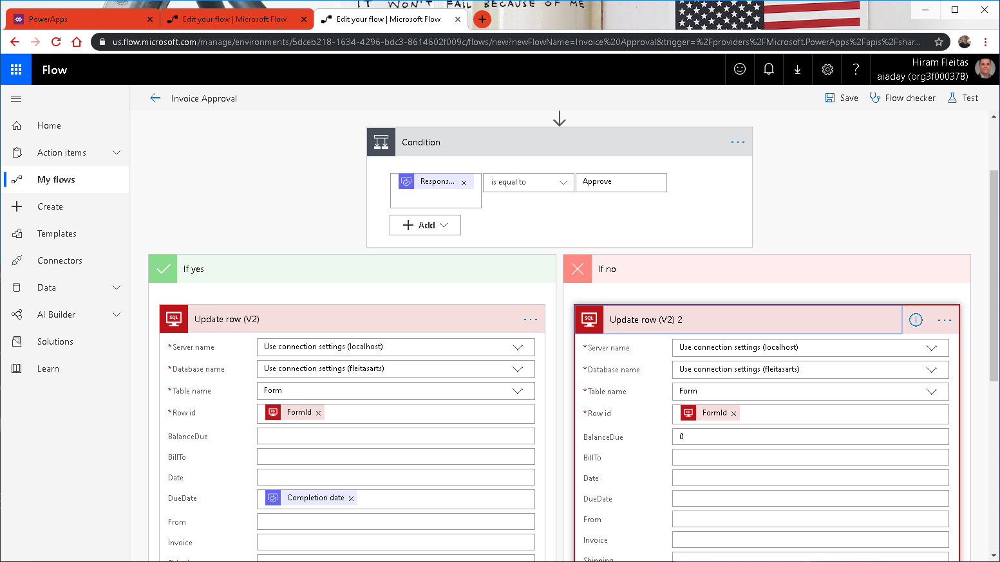 IT WON'T FAIL BECAUSE OF ME
PowerApps
Edit your flow | Microsoft Flow
Edit your flow | Microsoft Flow
us.flow.microsoft.com/manage/environments/5dceb218-1634-4296-bdc3-8614602f009c/flows/new?newFlowName=Invoice%20Approval&trigger=%2Fproviders%2FMicrosoft.PowerApps%2Fapis%2Fshar...
Flow
?
Hiram Fleitas
aiaday (org3f000378)
Invoice Approval
Save
Flow checker
Test
Home
Action items
My flows
Create
Templates
Connectors
Data
AI Builder
Solutions
Learn
Condition
...
Respons...
is equal to
Approve
Add
If yes
SQL
Update row (V2)
...
*Server name
Use connection settings (localhost)
*Database name
Use connection settings (fleitasarts)
*Table name
Form
*Row id
FormId
BalanceDue
BillTo
Date
DueDate
Completion date
From
Invoice
If no
SQL
Update row (V2) 2
...
*Server name
Use connection settings (localhost)
*Database name
Use connection settings (fleitasarts)
*Table name
Form
*Row id
FormId
BalanceDue
0
BillTo
Date
DueDate
From
Invoice
Shipping